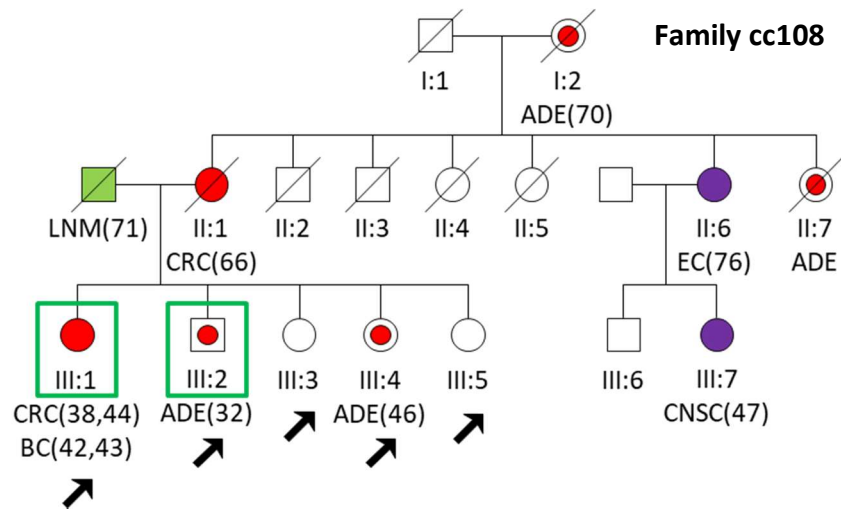 Family cc108
I:1 I:2
ADE(70)
LNM(71) II:1 II:2 II:3 II:4 II:5 II:6 II:7
CRC(66) EC(76) ADE
III:1 III:2 III:3 III:4 III:5 III:6 III:7
CRC(38,44) ADE(32) ADE(46) CNSC(47)
BC(42,43)